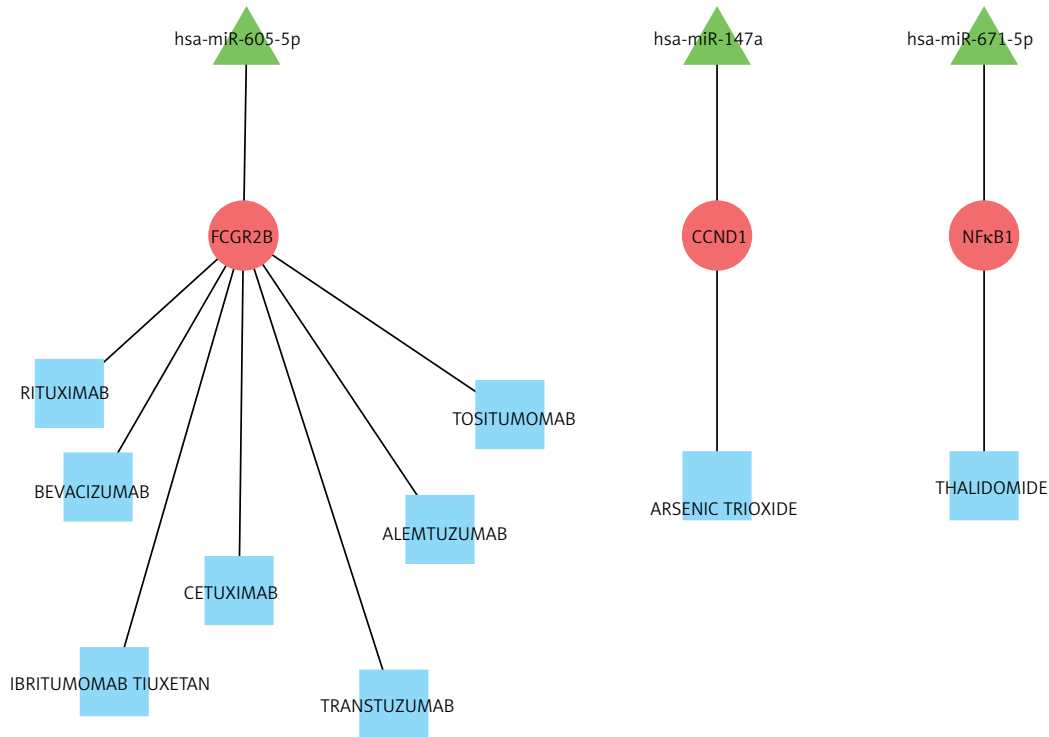 hsa-miR-605-5p
hsa-miR-147a
hsa-miR-671-5p
FCGR2B
CCND1
NFκB1
RITUXIMAB
TOSITUMOMAB
BEVACIZUMAB
THALIDOMIDE
ARSENIC TRIOXIDE
ALEMTUZUMAB
CETUXIMAB
IBRITUMOMAB TIUXETAN
TRANSTUZUMAB